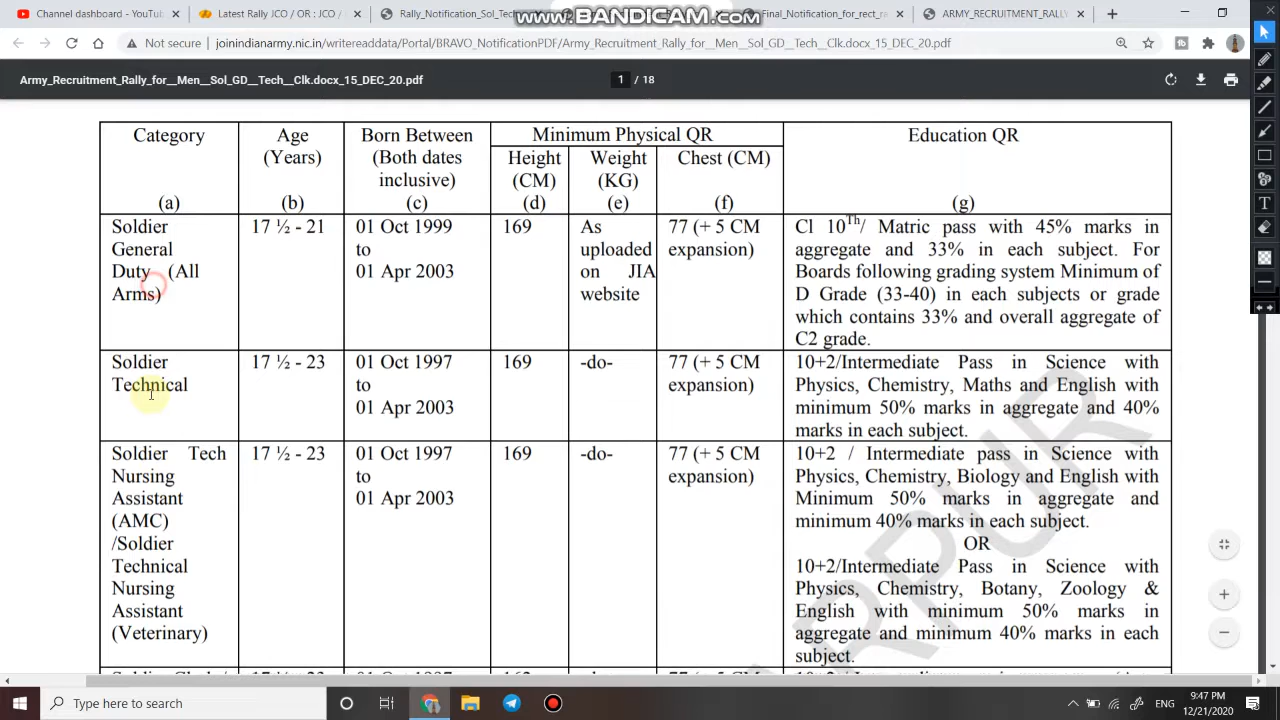 Channel dashboard - YouTub
Latest Rally JCO / OR : JCO /
Rally_Notification_Sol_Tech
Final_Notification_for_rect_r
ARMY_RECRUITMENT_RALLY
www.BANDICAM.com
Not secure | joinindianarmy.nic.in/writereaddata/Portal/BRAVO_NotificationPDF/Army_Recruitment_Rally_for__Men__Sol_GD__Tech__Clk.docx_15_DEC_20.pdf
Army_Recruitment_Rally_for__Men__Sol_GD__Tech__Clk.docx_15_DEC_20.pdf
1 / 18
Category
(a)
Age
(Years)
(b)
Born Between
(Both dates
inclusive)
(c)
Minimum Physical QR
Height
(CM)
(d)
Weight
(KG)
(e)
Chest (CM)
(f)
Education QR
(g)
Soldier
General
Duty (All
Arms)
17 ½ - 21
01 Oct 1999
to
01 Apr 2003
169
As
uploaded
on JIA
website
77 (+ 5 CM
expansion)
Cl 10Th/ Matric pass with 45% marks in
aggregate and 33% in each subject. For
Boards following grading system Minimum of
D Grade (33-40) in each subjects or grade
which contains 33% and overall aggregate of
C2 grade.
Soldier
Technical
17 ½ - 23
01 Oct 1997
to
01 Apr 2003
169
-do-
77 (+ 5 CM
expansion)
10+2/Intermediate Pass in Science with
Physics, Chemistry, Maths and English with
minimum 50% marks in aggregate and 40%
marks in each subject.
Soldier Tech
Nursing
Assistant
(AMC)
/Soldier
Technical
Nursing
Assistant
(Veterinary)
17 ½ - 23
01 Oct 1997
to
01 Apr 2003
169
-do-
77 (+ 5 CM
expansion)
10+2 / Intermediate pass in Science with
Physics, Chemistry, Biology and English with
Minimum 50% marks in aggregate and
minimum 40% marks in each subject.
OR
10+2/Intermediate Pass in Science with
Physics, Chemistry, Botany, Zoology &
English with minimum 50% marks in
aggregate and minimum 40% marks in each
subject.
RPUR
Type here to search
ENG
9:47 PM
12/21/2020